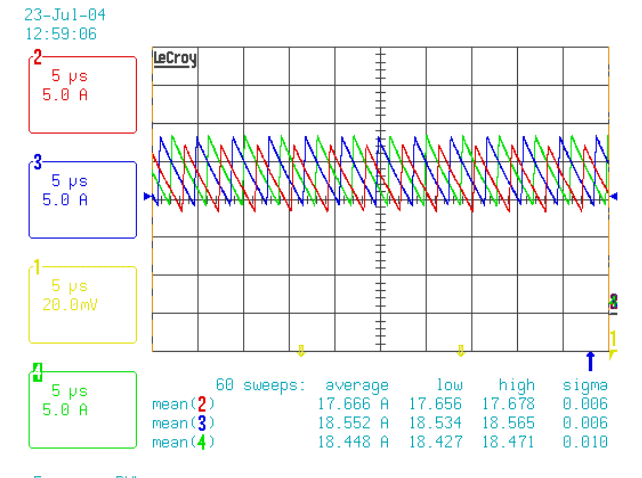 23-Jul-04
12:59:06
LeCroy
2
5 µs
5.0 A
3
5 µs
5.0 A
1
5 µs
20.0mV
4
5 µs
5.0 A
1
60 sweeps: average low high sigma
mean(2) 17.666 A 17.656 17.678 0.006
mean(3) 18.552 A 18.534 18.565 0.006
mean(4) 18.448 A 18.427 18.471 0.010